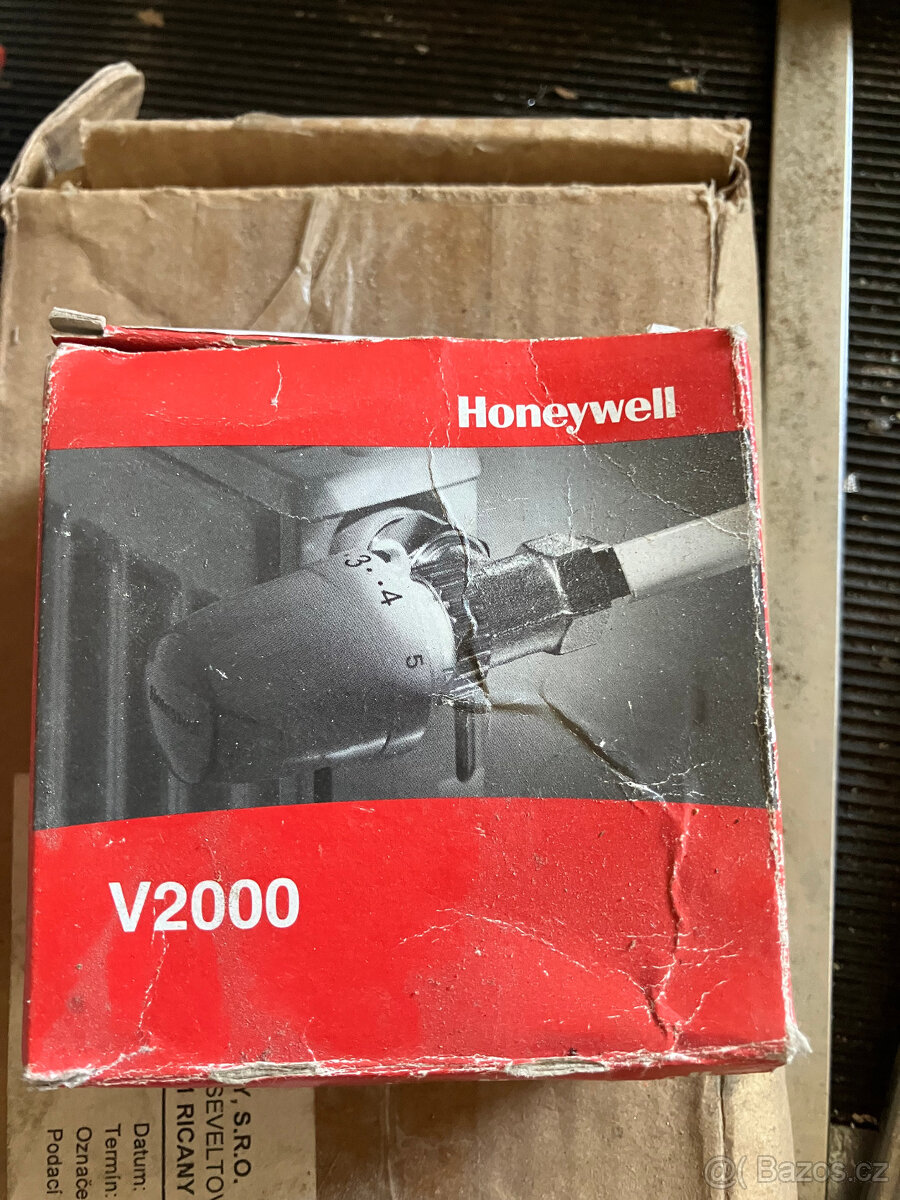 Honeywell
3··4
5
V2000
Y, S.R.O.
SEVELTOV
RICANY
Datum:
Termín:
Označe
Podací
Bazos.cz